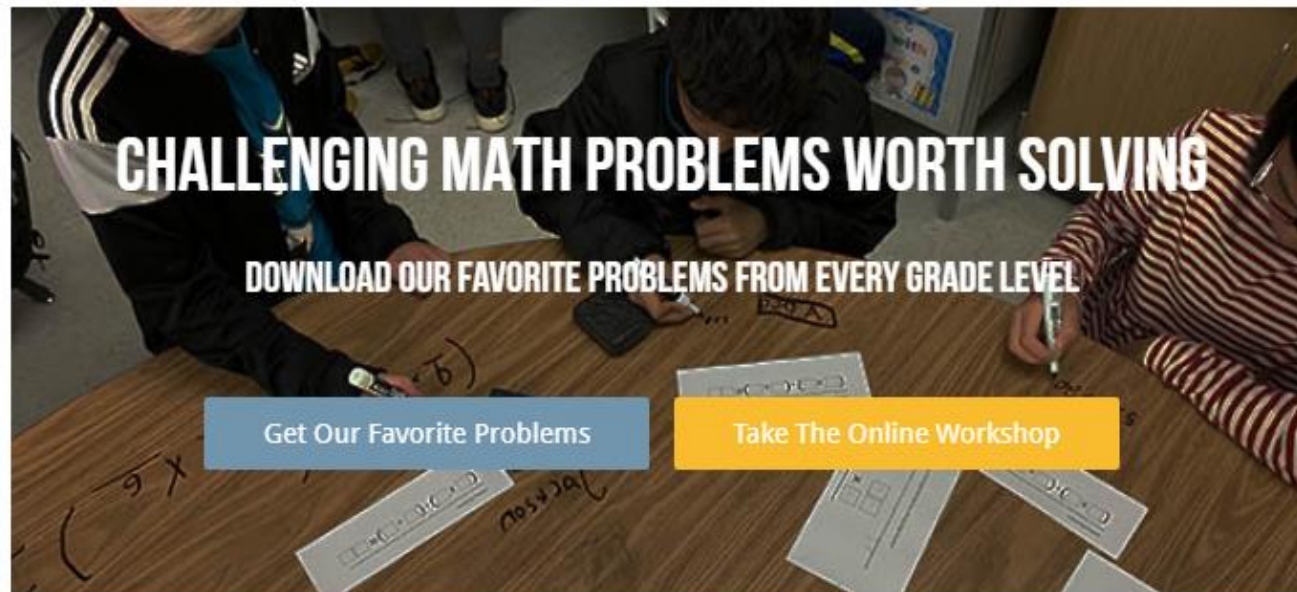 CHALLENGING MATH PROBLEMS WORTH SOLVING
DOWNLOAD OUR FAVORITE PROBLEMS FROM EVERY GRADE LEVEL
Get Our Favorite Problems
Take The Online Workshop
Jackson